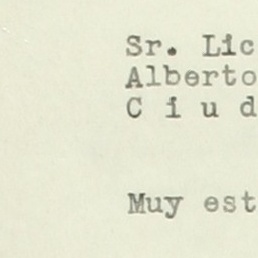 Sr. Lic
Alberto
C i u d
Muy est